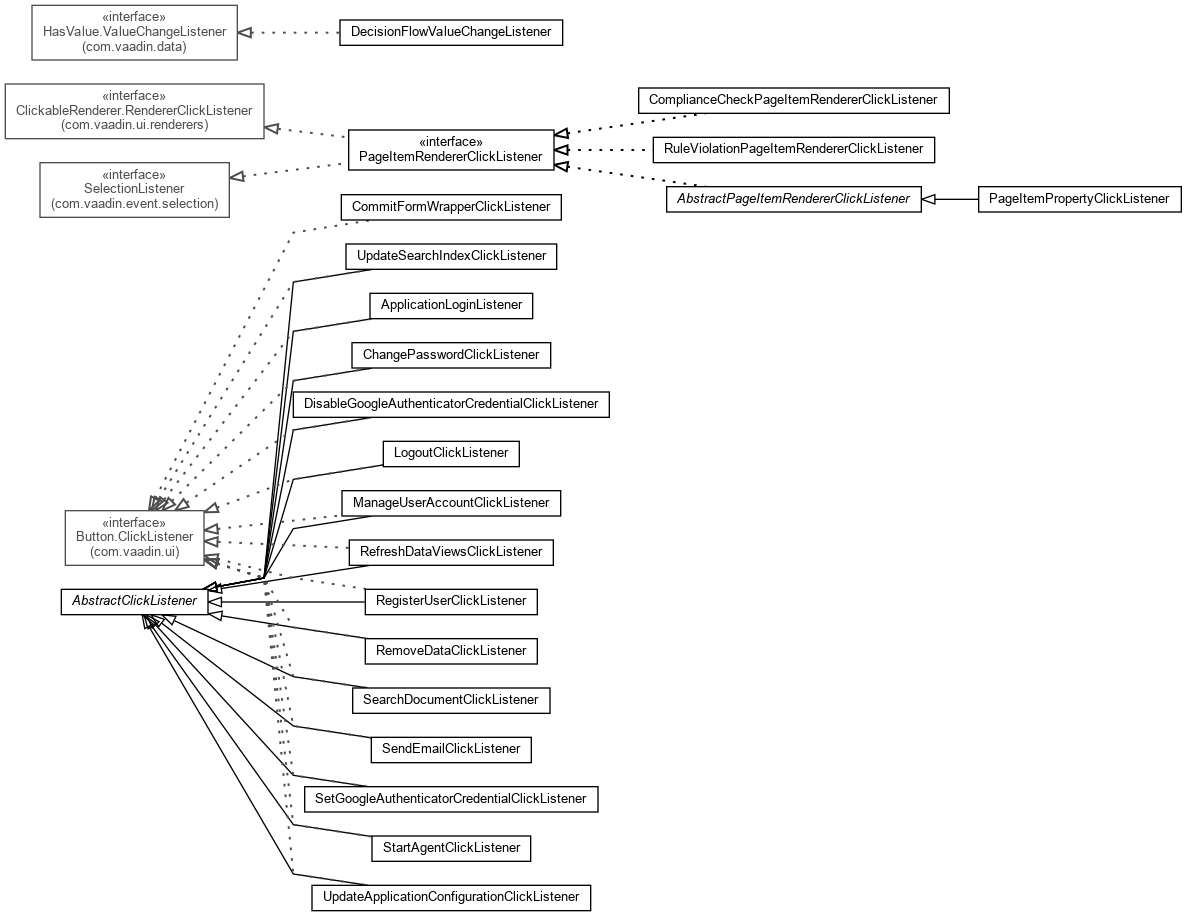 «interface»
HasValue.ValueChangeListener
(com.vaadin.data)
DecisionFlowValueChangeListener
«interface»
ClickableRenderer.RendererClickListener
(com.vaadin.ui.renderers)
«interface»
PageItemRendererClickListener
ComplianceCheckPageItemRendererClickListener
RuleViolationPageItemRendererClickListener
«interface»
SelectionListener
(com.vaadin.event.selection)
AbstractPageItemRendererClickListener
PageItemPropertyClickListener
CommitFormWrapperClickListener
UpdateSearchIndexClickListener
ApplicationLoginListener
ChangePasswordClickListener
DisableGoogleAuthenticatorCredentialClickListener
LogoutClickListener
ManageUserAccountClickListener
«interface»
Button.ClickListener
(com.vaadin.ui)
RefreshDataViewsClickListener
AbstractClickListener
RegisterUserClickListener
RemoveDataClickListener
SearchDocumentClickListener
SendEmailClickListener
SetGoogleAuthenticatorCredentialClickListener
StartAgentClickListener
UpdateApplicationConfigurationClickListener